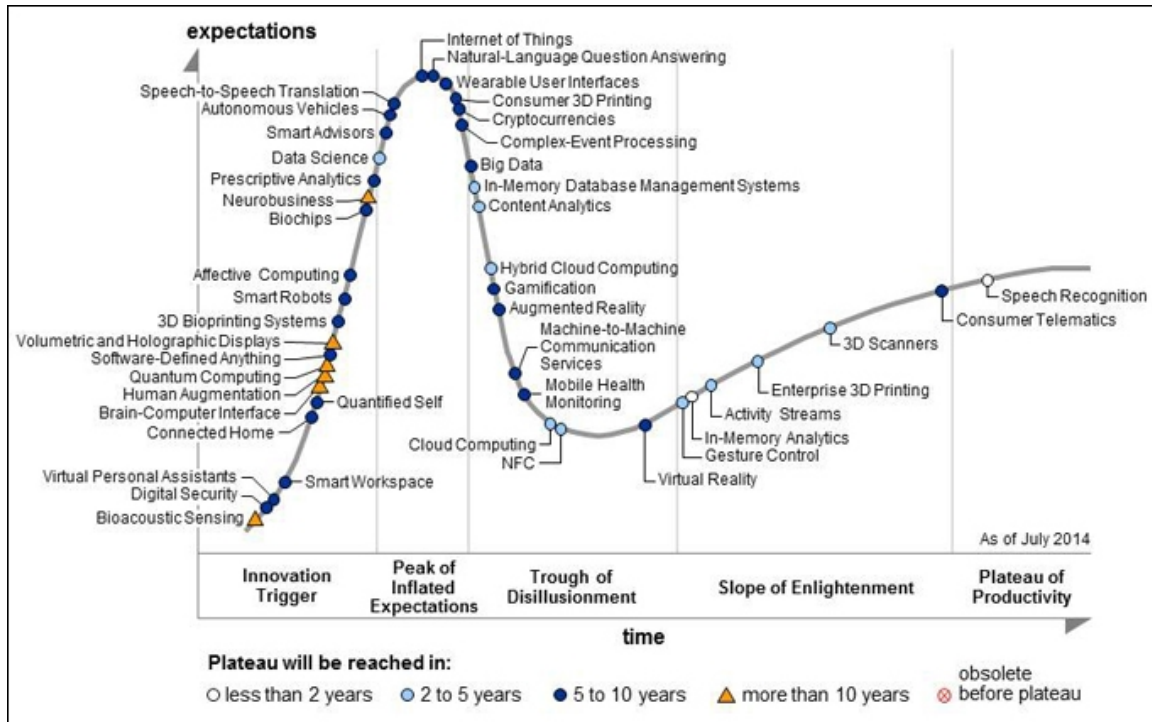 expectations
Internet of Things
Natural-Language Question Answering
Wearable User Interfaces
Consumer 3D Printing
Cryptocurrencies
Complex-Event Processing
Speech-to-Speech Translation
Autonomous Vehicles
Smart Advisors
Data Science
Prescriptive Analytics
Neurobusiness
Biochips
Big Data
In-Memory Database Management Systems
Content Analytics
Hybrid Cloud Computing
Gamification
Augmented Reality
Machine-to-Machine
Communication
Services
Mobile Health
Monitoring
Affective Computing
Smart Robots
3D Bioprinting Systems
Volumetric and Holographic Displays
Software-Defined Anything
Quantum Computing
Human Augmentation
Brain-Computer Interface
Connected Home
Quantified Self
Virtual Personal Assistants
Digital Security
Bioacoustic Sensing
Smart Workspace
Cloud Computing
NFC
Virtual Reality
Gesture Control
In-Memory Analytics
Activity Streams
Enterprise 3D Printing
3D Scanners
Consumer Telematics
Speech Recognition
As of July 2014
Innovation
Trigger
Peak of
Inflated
Expectations
Trough of
Disillusionment
Slope of Enlightenment
Plateau of
Productivity
time
Plateau will be reached in:
less than 2 years
2 to 5 years
5 to 10 years
more than 10 years
obsolete
before plateau